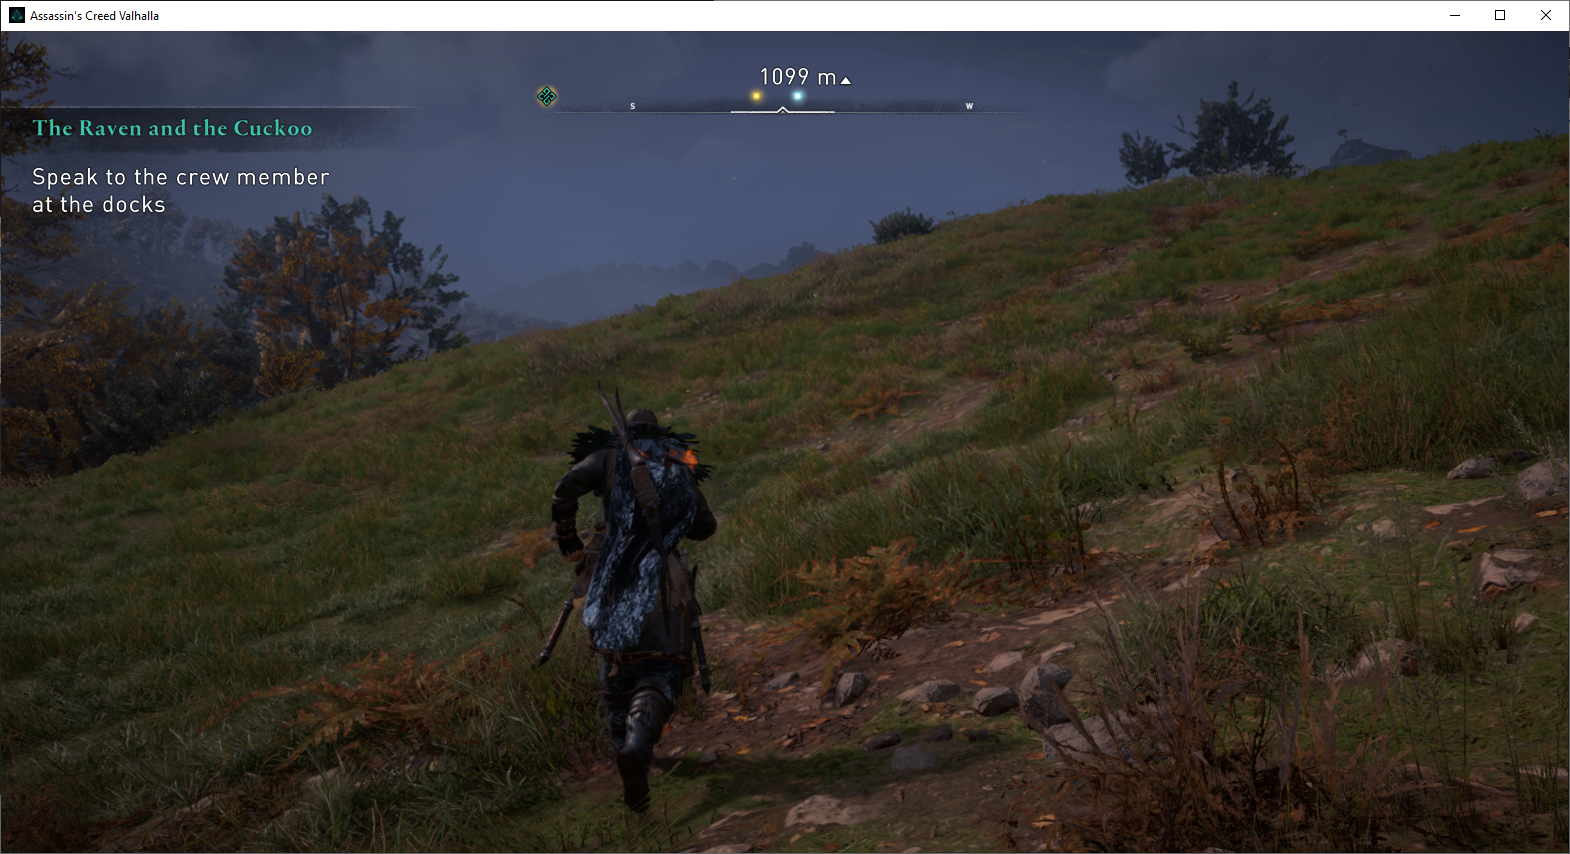 Assassin's Creed Valhalla
1099 m
S
W
The Raven and the Cuckoo
Speak to the crew member
at the docks